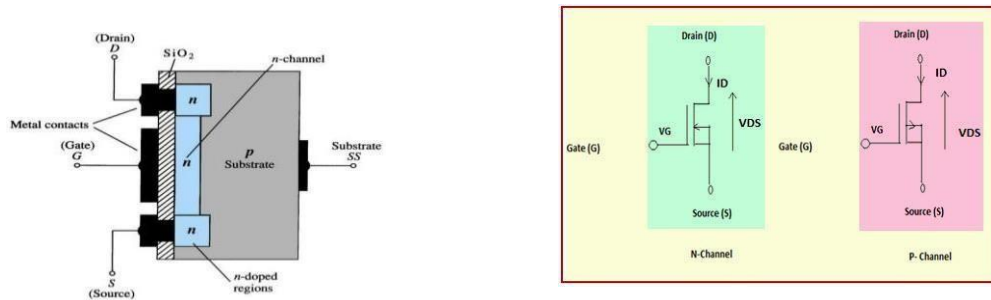 (Drain)
D
SiO2
n-channel
n
Metal contacts
(Gate)
G
n
p
Substrate
Substrate
SS
n
S
(Source)
n-doped
regions
Drain (D)
ID
VG
VDS
Gate (G)
Source (S)
N-Channel
Drain (D)
ID
VG
VDS
Gate (G)
Source (S)
P- Channel